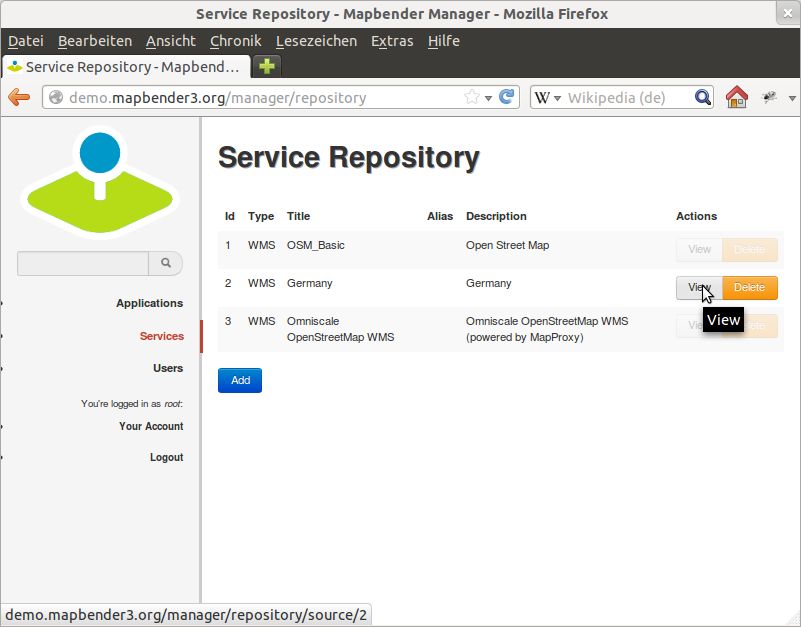 Service Repository - Mapbender Manager - Mozilla Firefox
Datei Bearbeiten Ansicht Chronik Lesezeichen Extras Hilfe
Service Repository - Mapbend...
demo.mapbender3.org/manager/repository
W Wikipedia (de)
Service Repository
Id Type Title Alias Description Actions
1 WMS OSM_Basic Open Street Map View Delete
2 WMS Germany Germany View Delete
3 WMS Omniscale Omniscale OpenStreetMap WMS
OpenStreetMap WMS (powered by MapProxy)
View
Add
Applications
Services
Users
You're logged in as root:
Your Account
Logout
demo.mapbender3.org/manager/repository/source/2